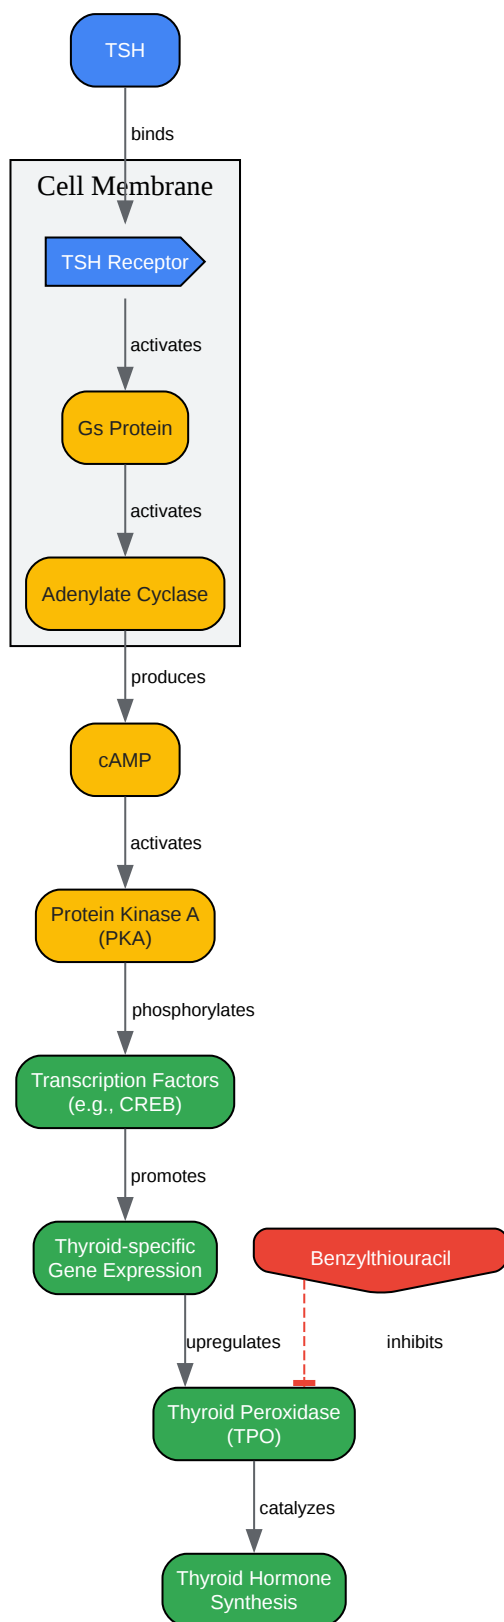 TSH
binds
Cell Membrane
TSH Receptor
activates
Gs Protein
activates
Adenylate Cyclase
produces
cAMP
activates
Protein Kinase A
(PKA)
phosphorylates
Transcription Factors
(e.g., CREB)
promotes
Thyroid-specific
Gene Expression
Benzylthiouracil
upregulates
inhibits
Thyroid Peroxidase
(TPO)
catalyzes
Thyroid Hormone
Synthesis